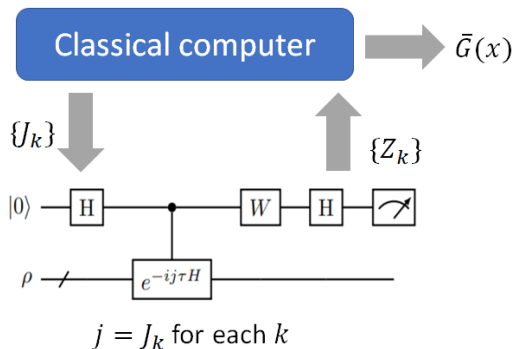 Classical computer
Ḡ(x)
{J_k}
{Z_k}
|0⟩ H W H
ρ e^{-ijτH}
j = J_k for each k